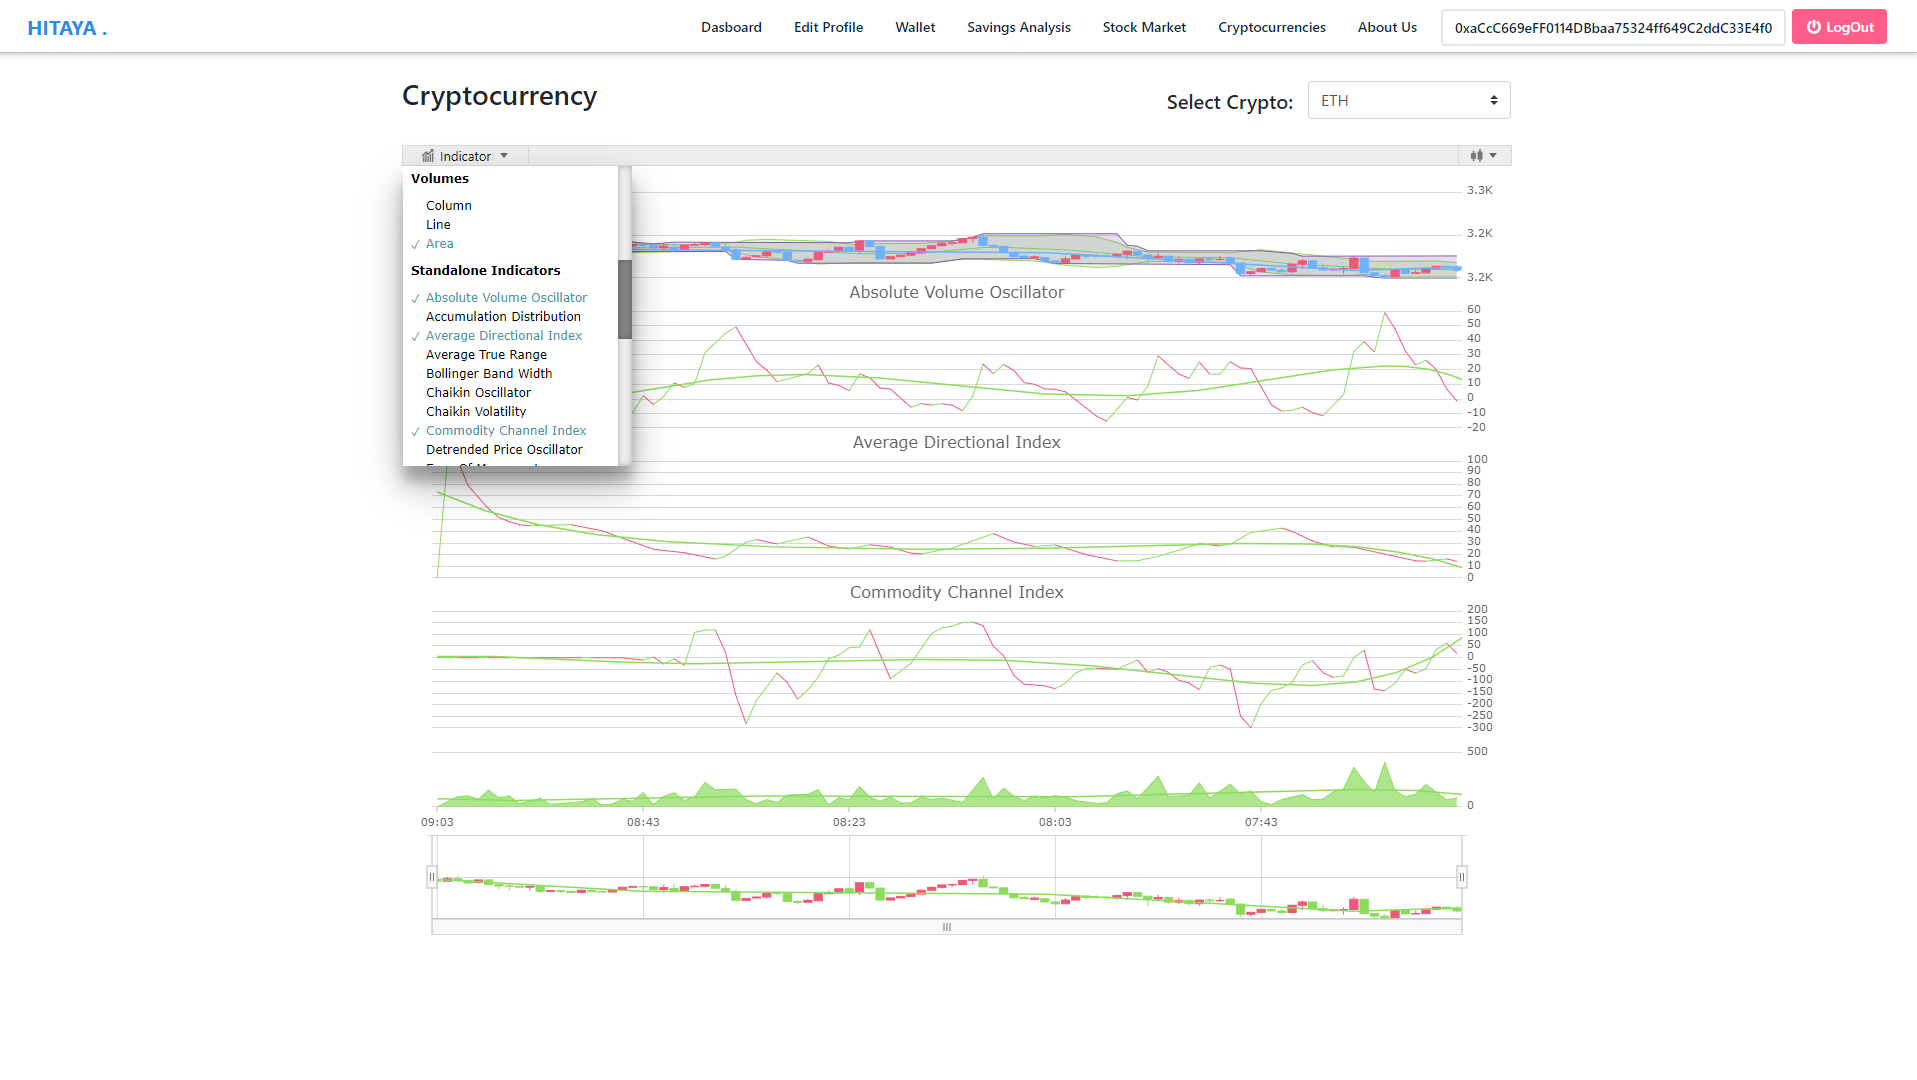 HITAYA .
Dasboard
Edit Profile
Wallet
Savings Analysis
Stock Market
Cryptocurrencies
About Us
0xaCcC669eFF0114DBbaa75324ff649C2ddC33E4f0
LogOut
Cryptocurrency
Select Crypto:
ETH
Indicator
Volumes
Column
Line
✓ Area
Standalone Indicators
✓ Absolute Volume Oscillator
Accumulation Distribution
✓ Average Directional Index
Average True Range
Bollinger Band Width
Chaikin Oscillator
Chaikin Volatility
✓ Commodity Channel Index
Detrended Price Oscillator
3.3K
3.2K
3.2K
Absolute Volume Oscillator
60
50
40
30
20
10
0
-10
-20
Average Directional Index
100
90
80
70
60
50
40
30
20
10
0
Commodity Channel Index
200
150
100
50
0
-50
-100
-150
-200
-250
-300
500
0
09:03
08:43
08:23
08:03
07:43